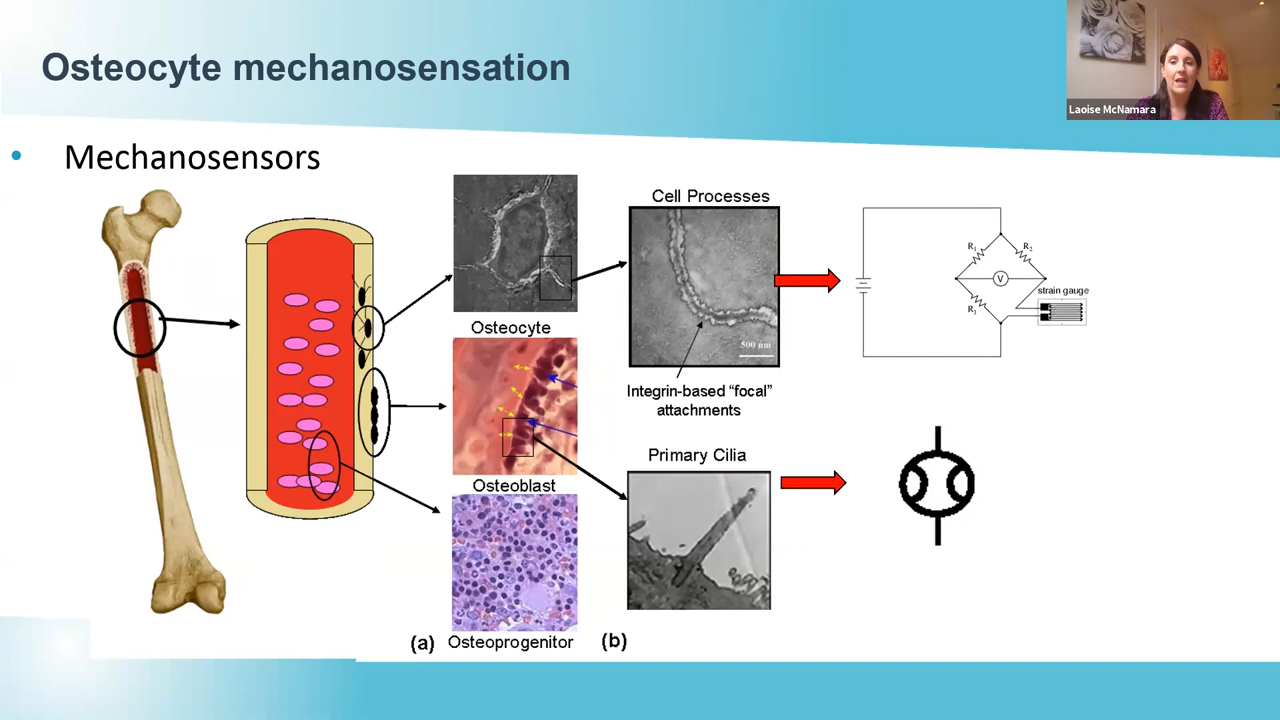 Osteocyte mechanosensation
Laoise McNamara
• Mechanosensors
Cell Processes
500 nm
Integrin-based “focal”
attachments
R1
R2
V
R3
strain gauge
Osteocyte
Osteoblast
Primary Cilia
(a) Osteoprogenitor
(b)